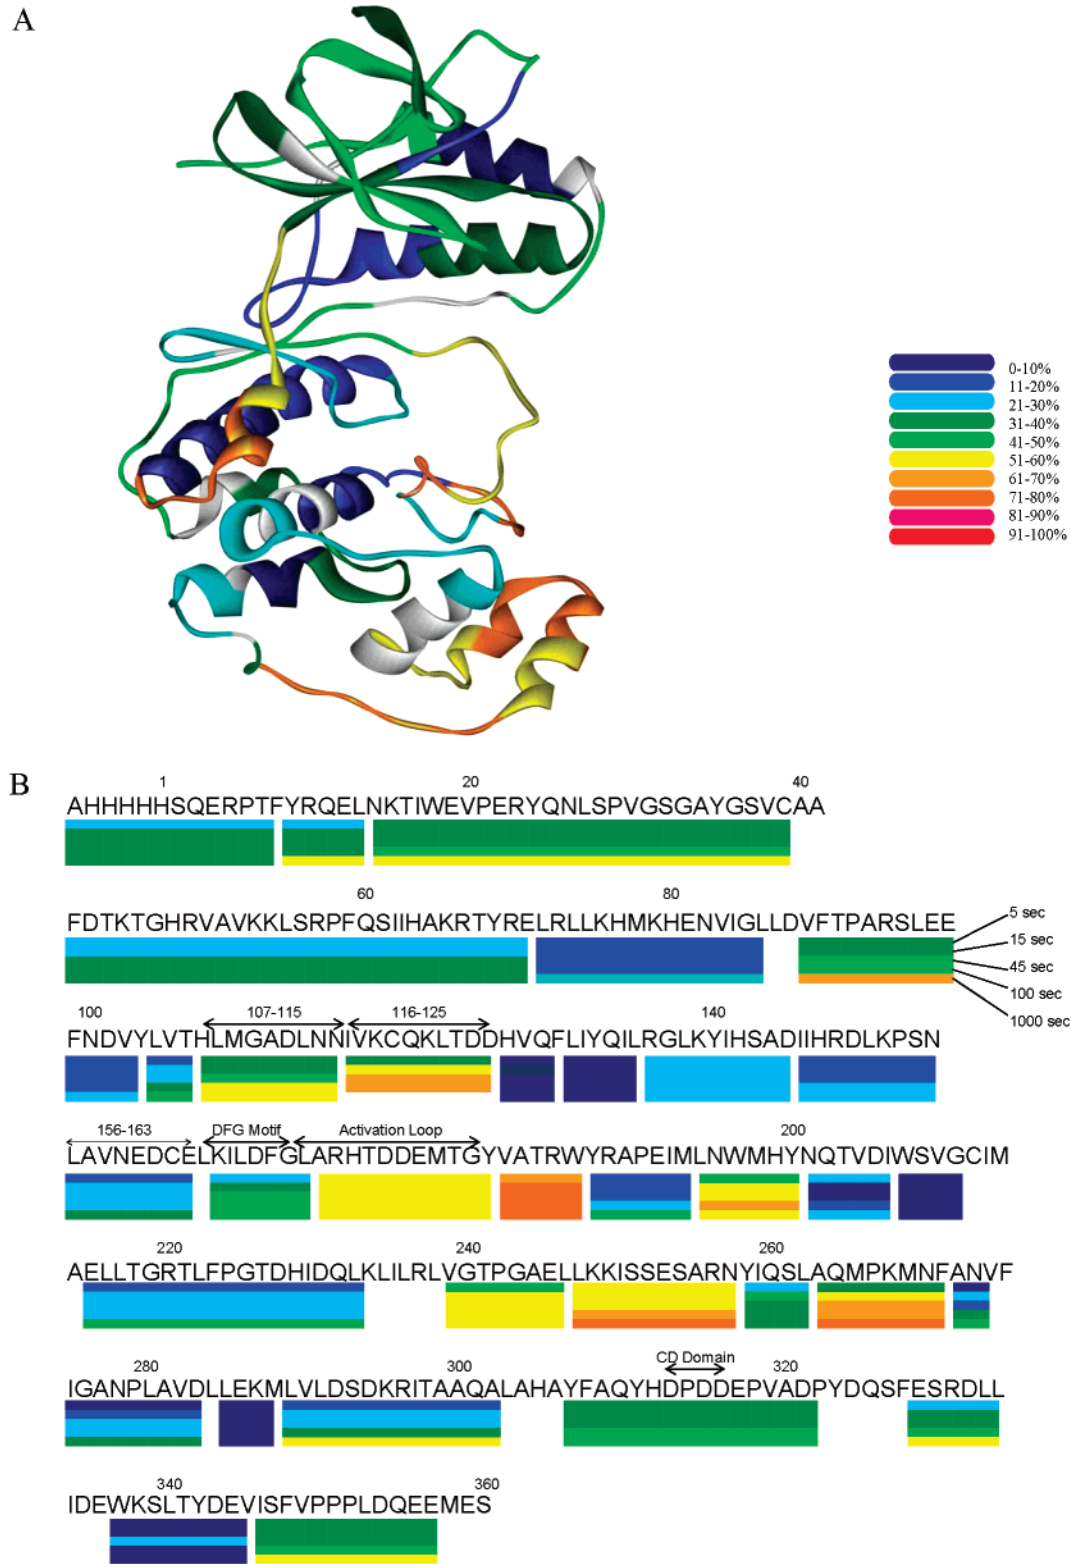 A
0-10%
11-20%
21-30%
31-40%
41-50%
51-60%
61-70%
71-80%
81-90%
91-100%
B
1 20 40
AHHHHHSQERPTFYRQELNKTIWEVPERYQNLSPVGSGAYGSVCAA
60 80
FDTKTGHRVAVKKLSRPFQSIIHAKRTYRELRLLKHMKHENVIGLLDVFTPARSLEE
5 sec
15 sec
45 sec
100 sec
1000 sec
100 107-115 116-125 140
FNDVYLVTHLMGADLNNIVKCQKLTDDHVQFLIYQILRGLKYIHSADIIHRDLKPSN
156-163 DFG Motif Activation Loop 200
LAVNEDCELKILDFGLARHTDDEMTGYVATRWYRAPEIMLNWMHYNQTVDIWSVGCIM
220 240 260
AELLTGRTLFPGTDHIDQLKLILRLVGTPGAELLKKISSESARNYIQSLAQMPKMNFANVF
280 300 CD Domain 320
IGANPLAVDLLEKMLVLDSDKRITAAQALAHAYFAQYHDPDDEPVADPYDQSFESRDLL
340 360
IDEWKSLTYDEVISFVPPPLDQEEMES